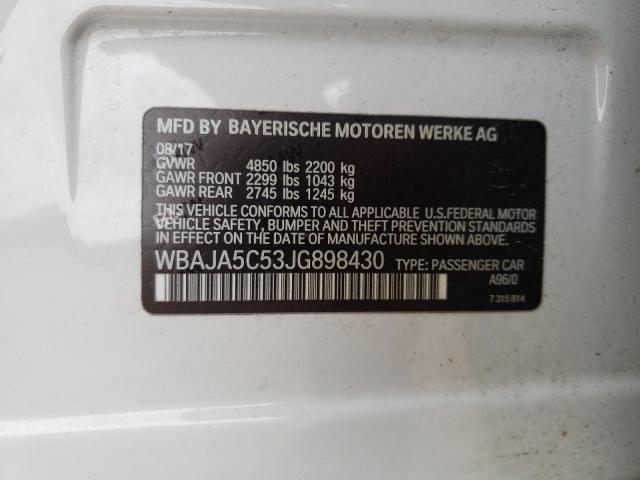 MFD BY BAYERISCHE MOTOREN WERKE AG
08/17
GVWR 4850 lbs 2200 kg
GAWR FRONT 2299 lbs 1043 kg
GAWR REAR 2745 lbs 1245 kg
THIS VEHICLE CONFORMS TO ALL APPLICABLE U.S.FEDERAL MOTOR
VEHICLE SAFETY, BUMPER AND THEFT PREVENTION STANDARDS
IN EFFECT ON THE DATE OF MANUFACTURE SHOWN ABOVE.
WBAJA5C53JG898430 TYPE: PASSENGER CAR
A96/0
7 315 814